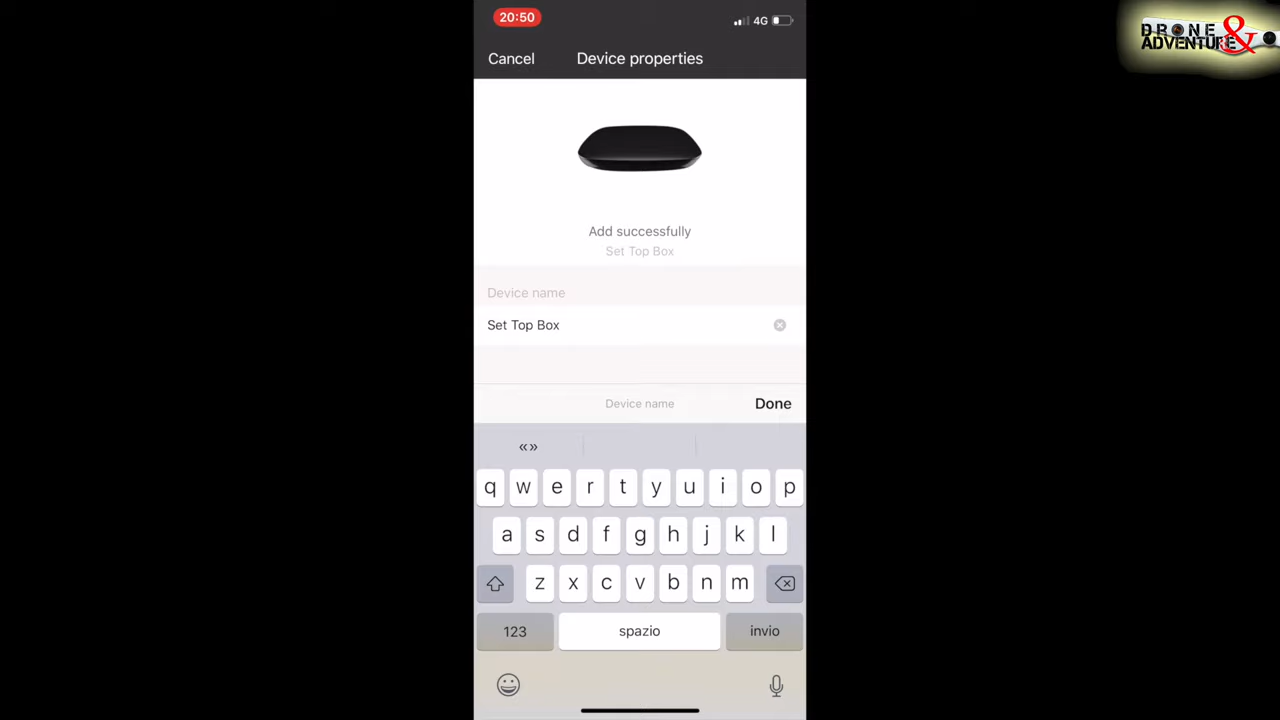 20:50
4G
DRONE & ADVENTURE
Cancel
Device properties
Add successfully
Set Top Box
Device name
Set Top Box
Device name
Done
«»
q w e r t y u i o p
a s d f g h j k l
z x c v b n m
123
spazio
invio